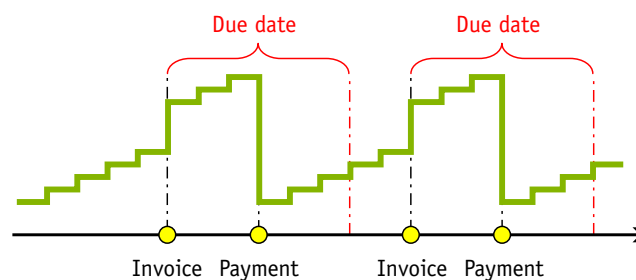 Due date
Due date
Invoice
Payment
Invoice
Payment